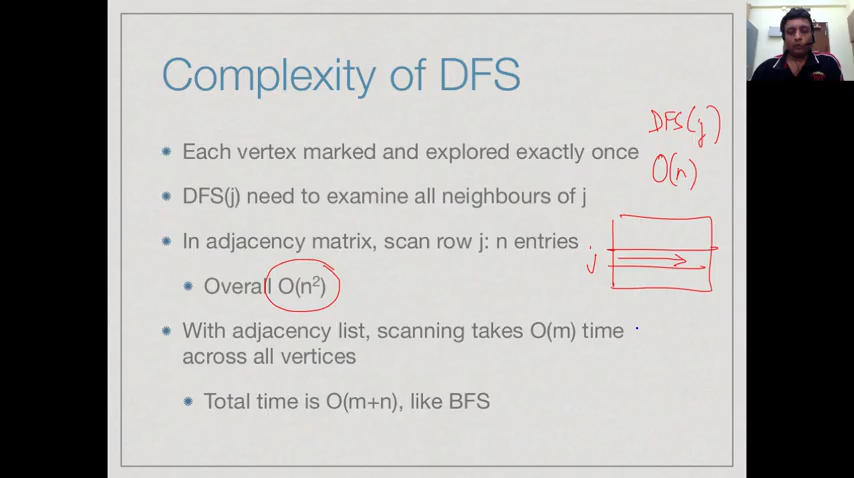 Complexity of DFS
Each vertex marked and explored exactly once
DFS(j) need to examine all neighbours of j
In adjacency matrix, scan row j: n entries
Overall O(n²)
With adjacency list, scanning takes O(m) time
across all vertices
Total time is O(m+n), like BFS
DFS(j)
O(n)
j